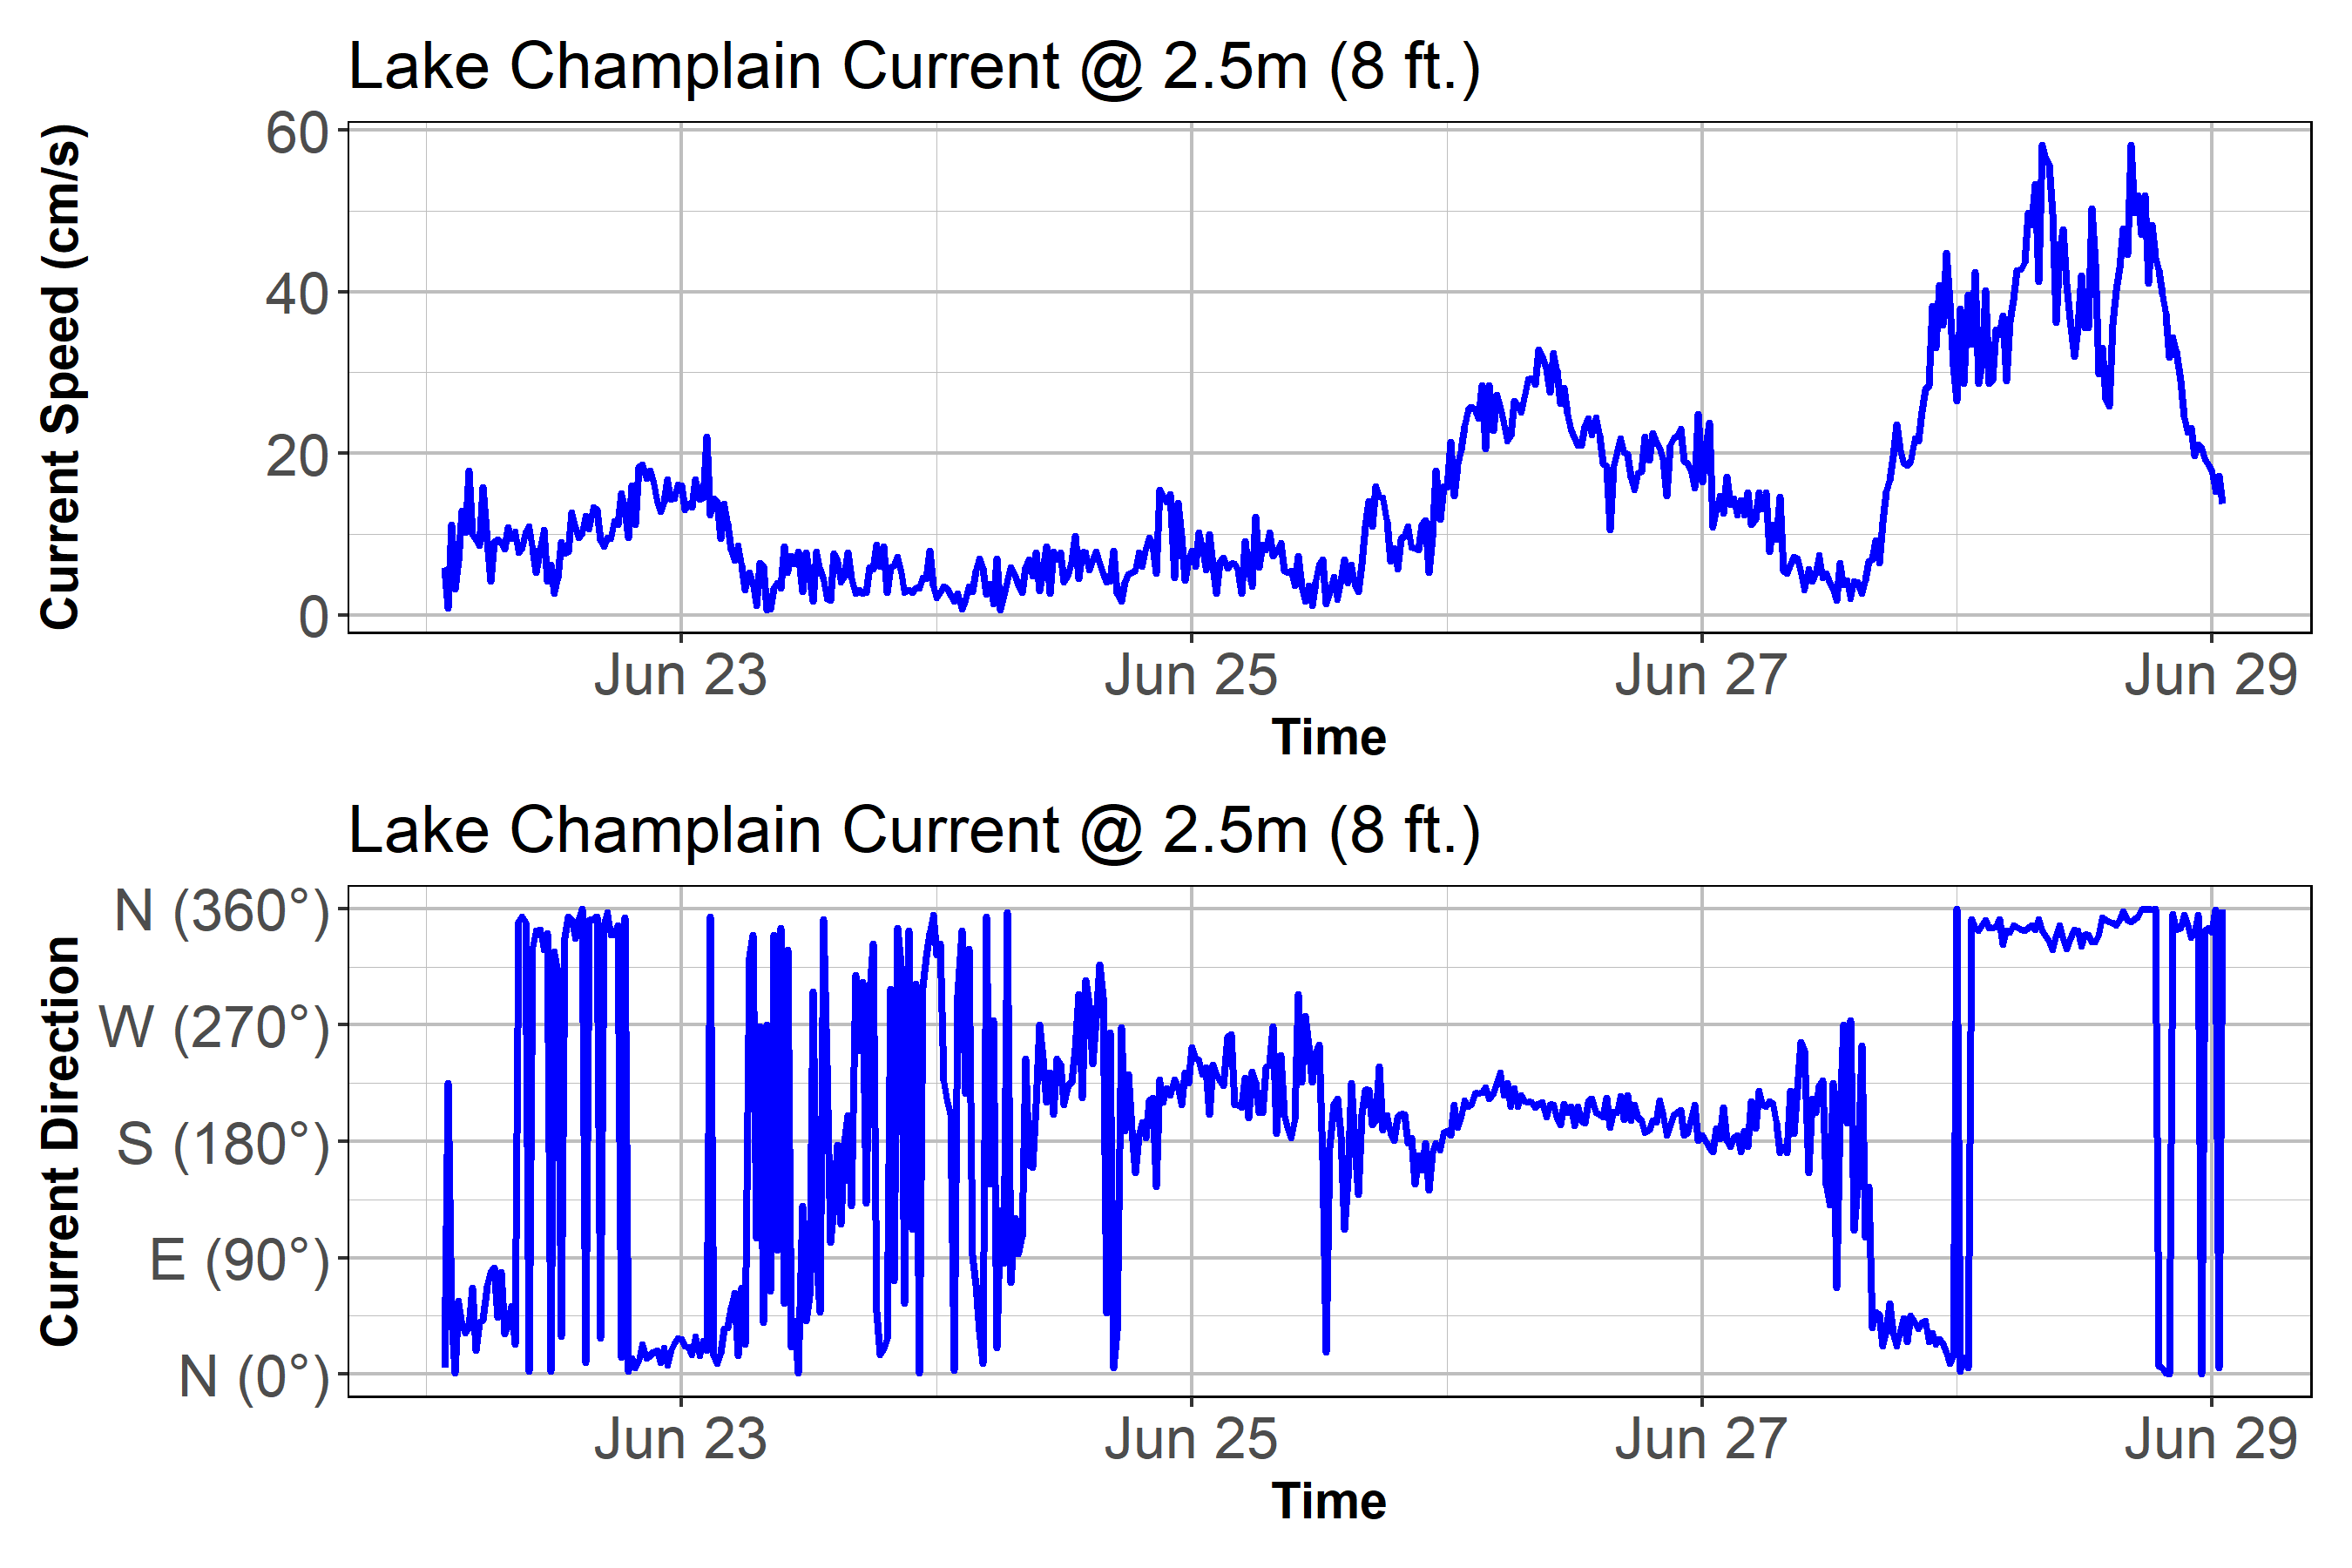 Lake Champlain Current @ 2.5m (8 ft.)
Current Speed (cm/s)
60
40
20
0
Jun 23 Jun 25 Jun 27 Jun 29
Time
Lake Champlain Current @ 2.5m (8 ft.)
Current Direction
N (360°)
W (270°)
S (180°)
E (90°)
N (0°)
Jun 23 Jun 25 Jun 27 Jun 29
Time